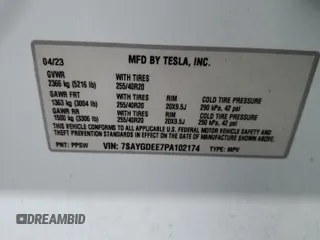 04/23 MFD BY TESLA, INC.
GVWR
2366 kg (5216 lb) WITH TIRES 255/40R20
GAWR FRT
1363 kg (3004 lb) WITH TIRES 255/40R20 RIM 20X9.5J COLD TIRE PRESSURE 290 kPa, 42 psi
GAWR RR
1500 kg (3306 lb) WITH TIRES 255/40R20 RIM 20X9.5J COLD TIRE PRESSURE 290 kPa, 42 psi
THIS VEHICLE CONFORMS TO ALL APPLICABLE U.S. FEDERAL MOTOR VEHICLE
SAFETY AND THEFT PREVENTION STANDARDS IN EFFECT ON THE DATE OF
MANUFACTURE SHOWN ABOVE.
PNT: PPSW VIN: 7SAYGDEE7PA102174 TYPE: MPV
DREAMBID